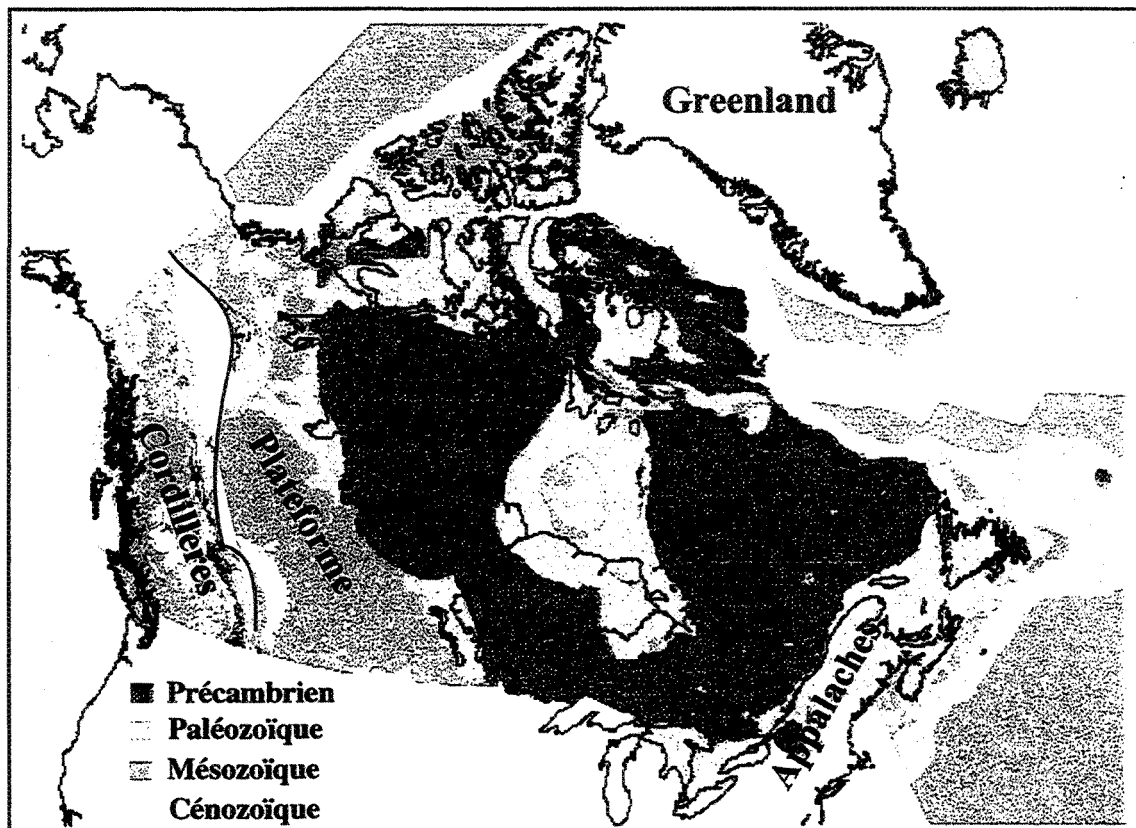 Greenland
Cordillères
Plateforme
Appalaches
Précambrien
Paléozoïque
Mésozoïque
Cénozoïque